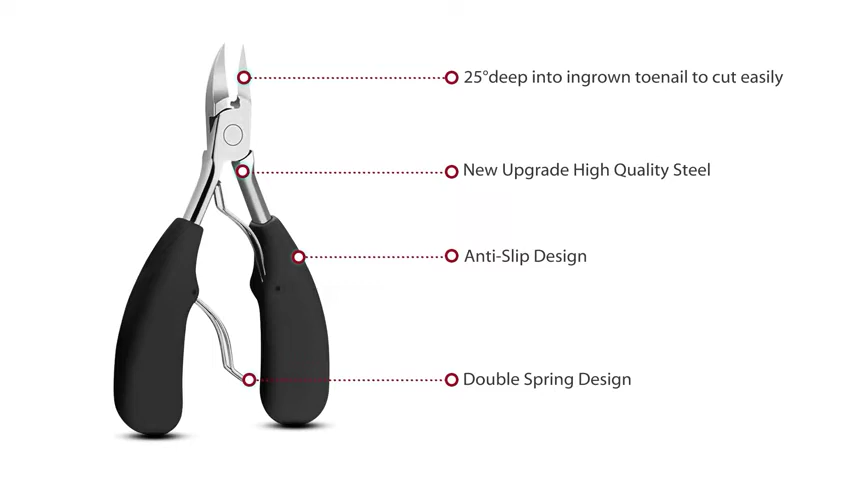 25°deep into ingrown toenail to cut easily
New Upgrade High Quality Steel
Anti-Slip Design
Double Spring Design